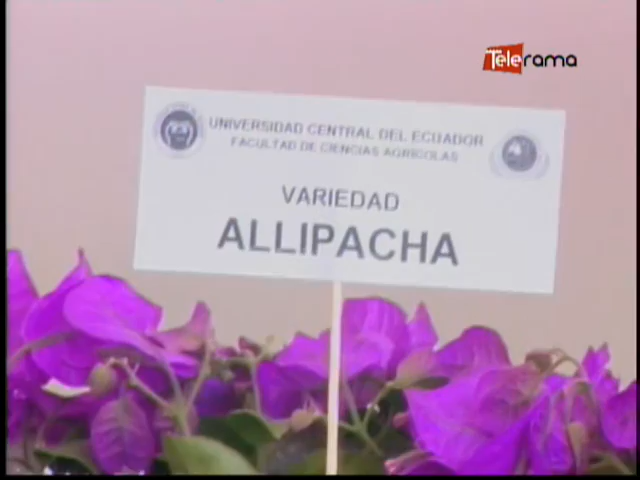 Telerama
UNIVERSIDAD CENTRAL DEL ECUADOR
FACULTAD DE CIENCIAS AGRICOLAS
VARIEDAD
ALLIPACHA